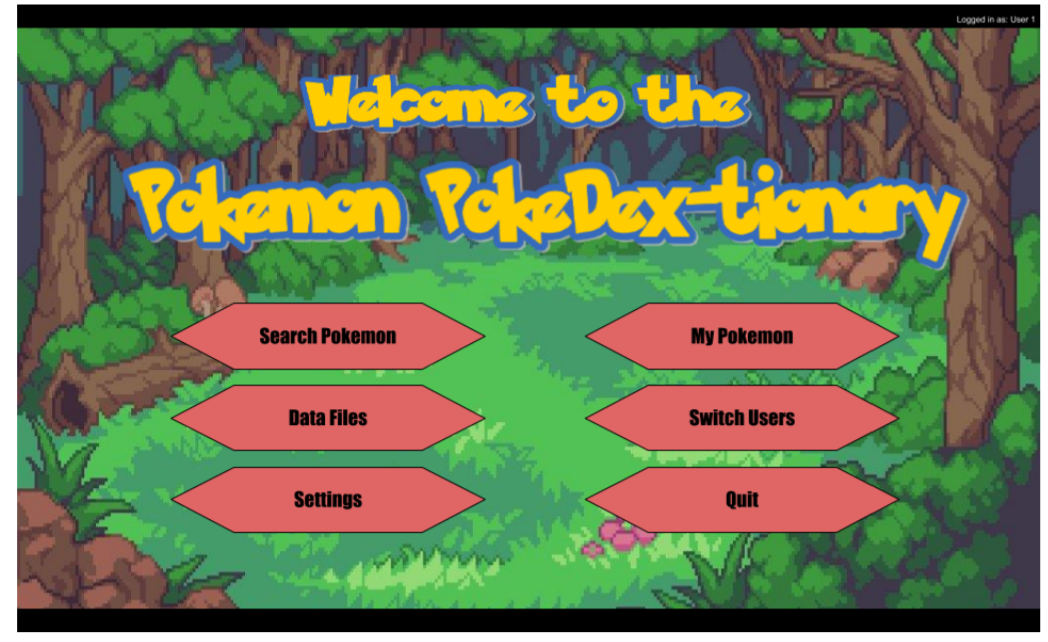 Logged in as: User 1
Welcome to the
Pokemon PokeDex-tionary
Search Pokemon
My Pokemon
Data Files
Switch Users
Settings
Quit